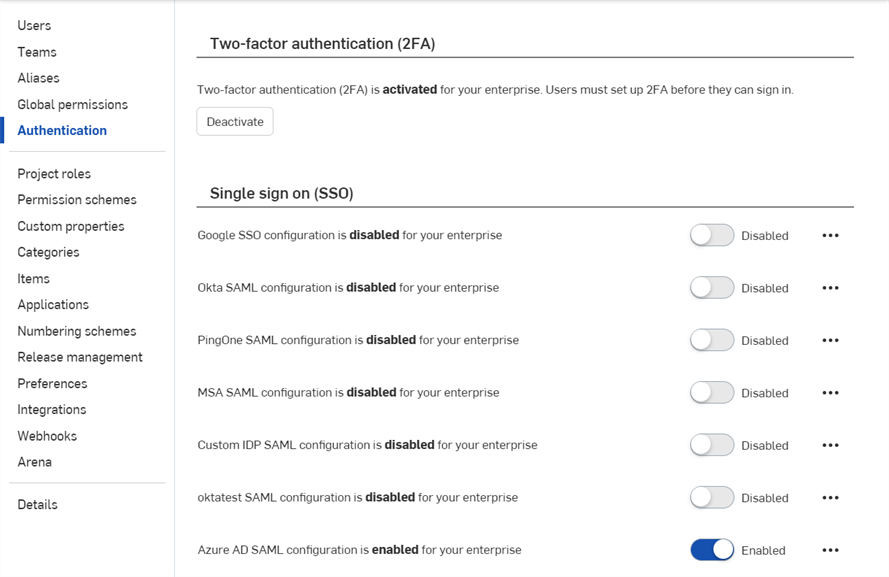 Users
Teams
Aliases
Global permissions
Authentication
Project roles
Permission schemes
Custom properties
Categories
Items
Applications
Numbering schemes
Release management
Preferences
Integrations
Webhooks
Arena
Details
Two-factor authentication (2FA)
Two-factor authentication (2FA) is activated for your enterprise. Users must set up 2FA before they can sign in.
Deactivate
Single sign on (SSO)
Google SSO configuration is disabled for your enterprise Disabled
Okta SAML configuration is disabled for your enterprise Disabled
PingOne SAML configuration is disabled for your enterprise Disabled
MSA SAML configuration is disabled for your enterprise Disabled
Custom IDP SAML configuration is disabled for your enterprise Disabled
oktatest SAML configuration is disabled for your enterprise Disabled
Azure AD SAML configuration is enabled for your enterprise Enabled